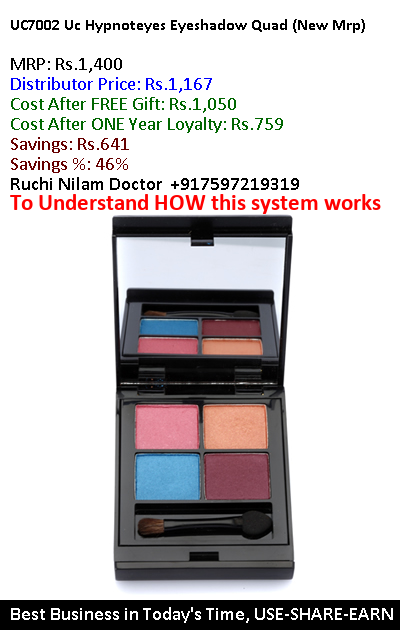 UC7002 Uc Hypnoteyes Eyeshadow Quad (New Mrp)
MRP: Rs.1,400
Distributor Price: Rs.1,167
Cost After FREE Gift: Rs.1,050
Cost After ONE Year Loyalty: Rs.759
Savings: Rs.641
Savings %: 46%
Ruchi Nilam Doctor +917597219319
To Understand HOW this system works
Best Business in Today's Time, USE-SHARE-EARN